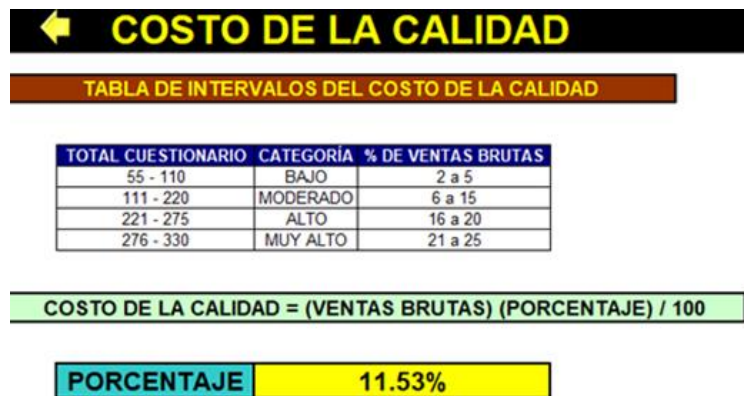 COSTO DE LA CALIDAD
TABLA DE INTERVALOS DEL COSTO DE LA CALIDAD
TOTAL CUESTIONARIO CATEGORÍA % DE VENTAS BRUTAS
55 - 110 BAJO 2 a 5
111 - 220 MODERADO 6 a 15
221 - 275 ALTO 16 a 20
276 - 330 MUY ALTO 21 a 25
COSTO DE LA CALIDAD = (VENTAS BRUTAS) (PORCENTAJE) / 100
PORCENTAJE 11.53%